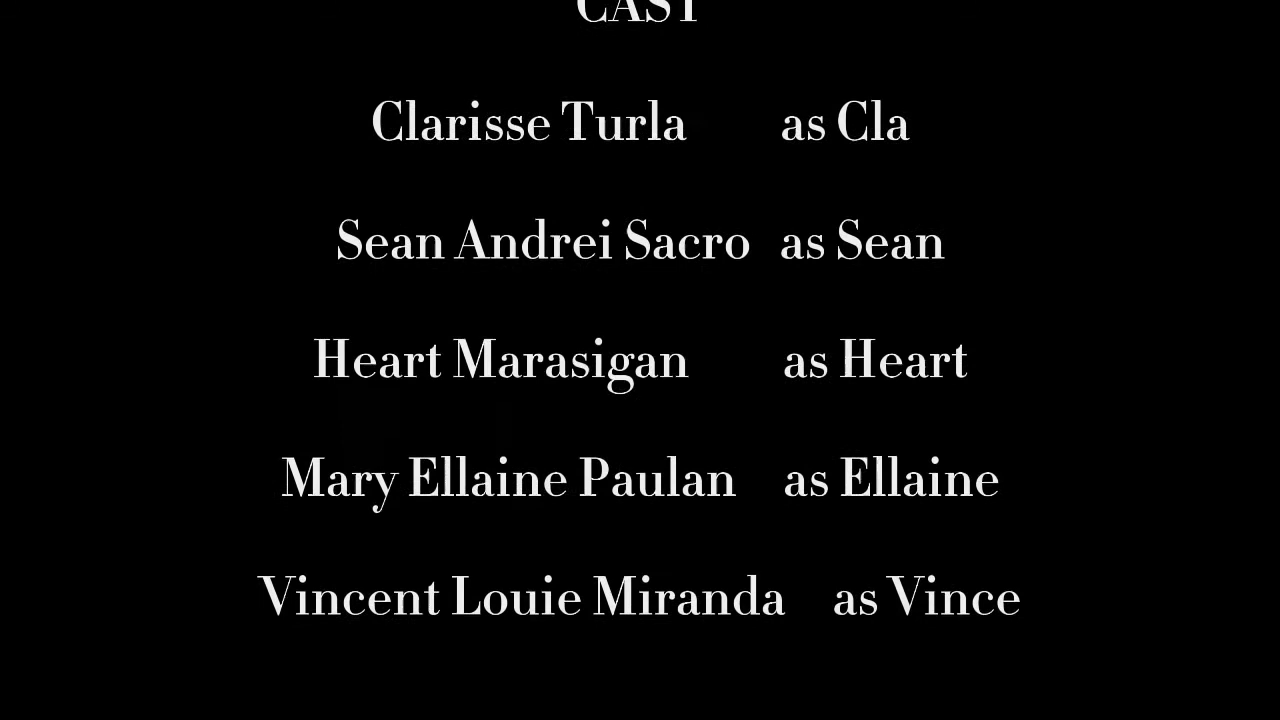 CAST
Clarisse Turla as Cla
Sean Andrei Sacro as Sean
Heart Marasigan as Heart
Mary Ellaine Paulan as Ellaine
Vincent Louie Miranda as Vince